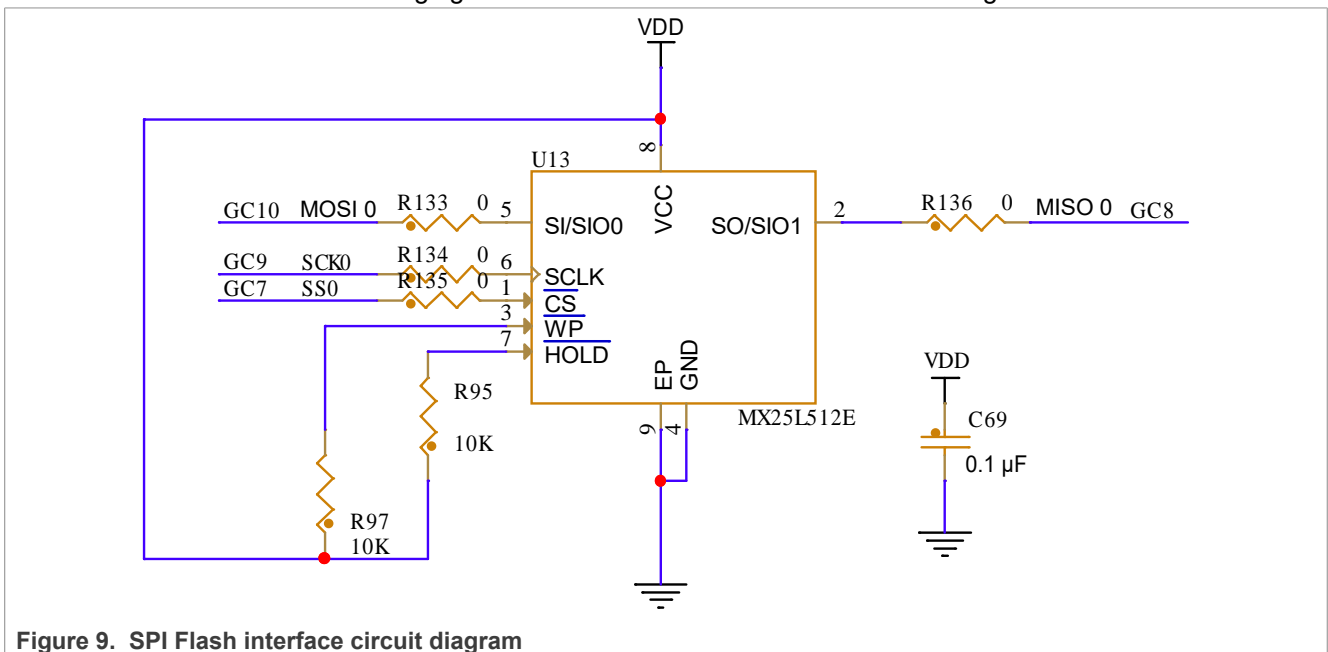 VDD
U13
8
VCC
GC10 MOSI 0 R133 0 5 SI/SIO0
SO/SIO1 2 R136 0 MISO 0 GC8
GC9 SCK0 R134 0 6 SCLK
GC7 SS0 R135 0 1 CS
3 WP
7 HOLD
R95
10K
EP GND
9 4
MX25L512E
VDD
C69
0.1 µF
R97
10K
Figure 9. SPI Flash interface circuit diagram